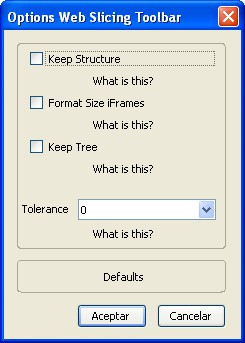 Options Web Slicing Toolbar
Keep Structure
What is this?
Format Size iFrames
What is this?
Keep Tree
What is this?
Tolerance 0
What is this?
Defaults
Aceptar Cancelar